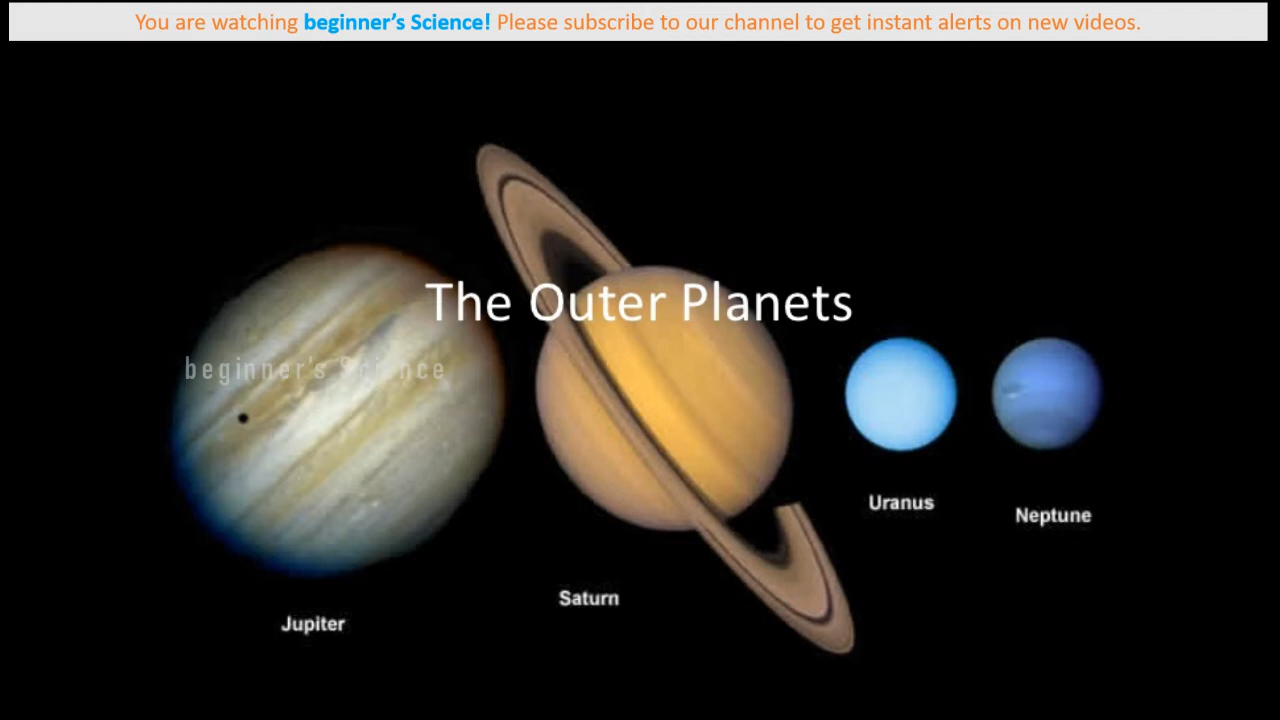 You are watching beginner’s Science! Please subscribe to our channel to get instant alerts on new videos.
The Outer Planets
beginner's Science
Uranus
Neptune
Saturn
Jupiter